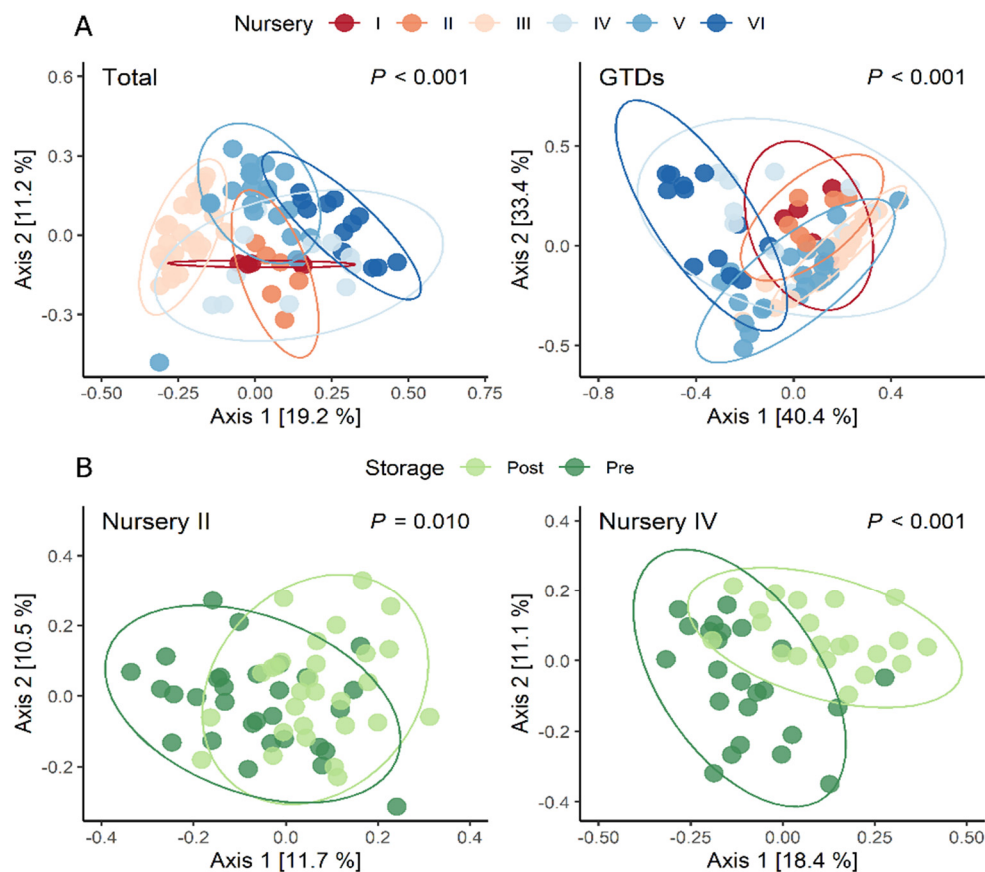 A
Nursery I II III IV V VI
Total P < 0.001
0.6
0.3
0.0
-0.3
Axis 2 [11.2 %]
-0.50 -0.25 0.00 0.25 0.50 0.75
Axis 1 [19.2 %]
GTDs P < 0.001
0.5
0.0
-0.5
Axis 2 [33.4 %]
-0.8 -0.4 0.0 0.4
Axis 1 [40.4 %]
B
Storage Post Pre
Nursery II P = 0.010
0.4
0.2
0.0
-0.2
Axis 2 [10.5 %]
-0.4 -0.2 0.0 0.2 0.4
Axis 1 [11.7 %]
Nursery IV P < 0.001
0.4
0.2
0.0
-0.2
-0.4
Axis 2 [11.1 %]
-0.50 -0.25 0.00 0.25 0.50
Axis 1 [18.4 %]